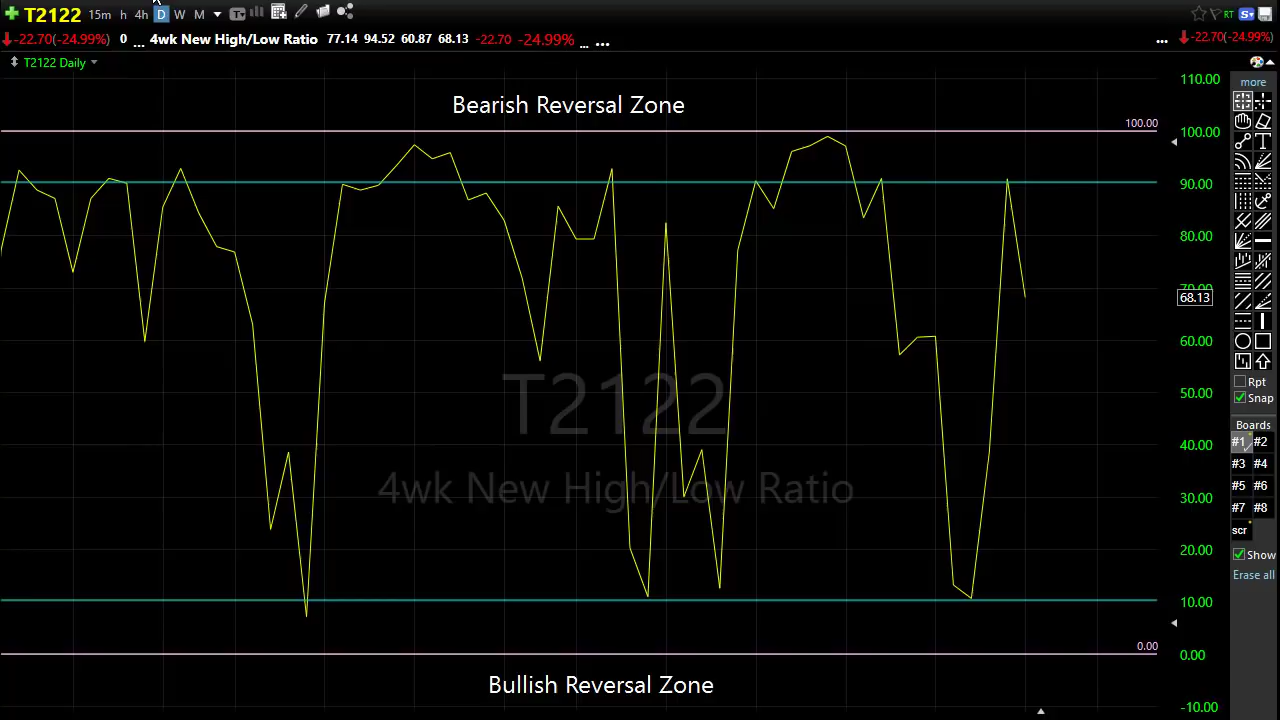 T2122 15m h 4h D W M T RT S
-22.70(-24.99%) 0 ... 4wk New High/Low Ratio 77.14 94.52 60.87 68.13 -22.70 -24.99% ... ... ... -22.70(-24.99%)
T2122 Daily
more
110.00
Bearish Reversal Zone
100.00
100.00
90.00
80.00
70.00
68.13
60.00
T2122
50.00
Rpt
Snap
Boards
40.00
#1 #2
#3 #4
4wk New High/Low Ratio
#5 #6
30.00
#7 #8
scr
20.00
Show
Erase all
10.00
0.00
0.00
Bullish Reversal Zone
-10.00